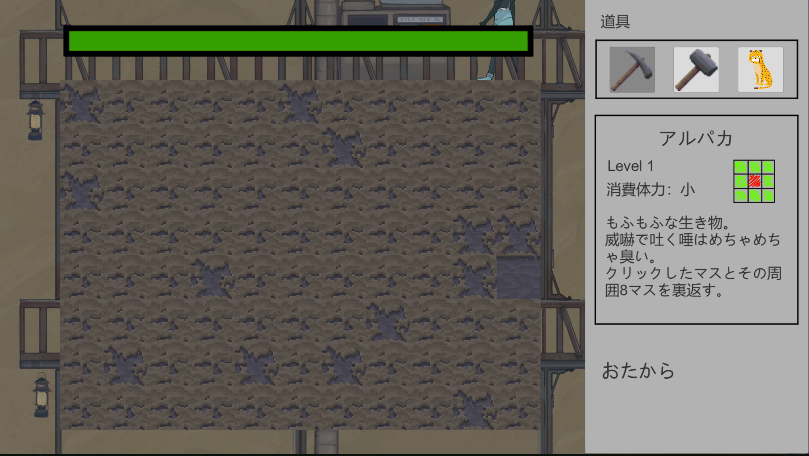 道具
アルパカ
Level 1
消費体力: 小
もふもふな生き物。
威嚇で吐く唾はめちゃめち
ゃ臭い。
クリックしたマスとその周
囲8マスを裏返す。
おたから